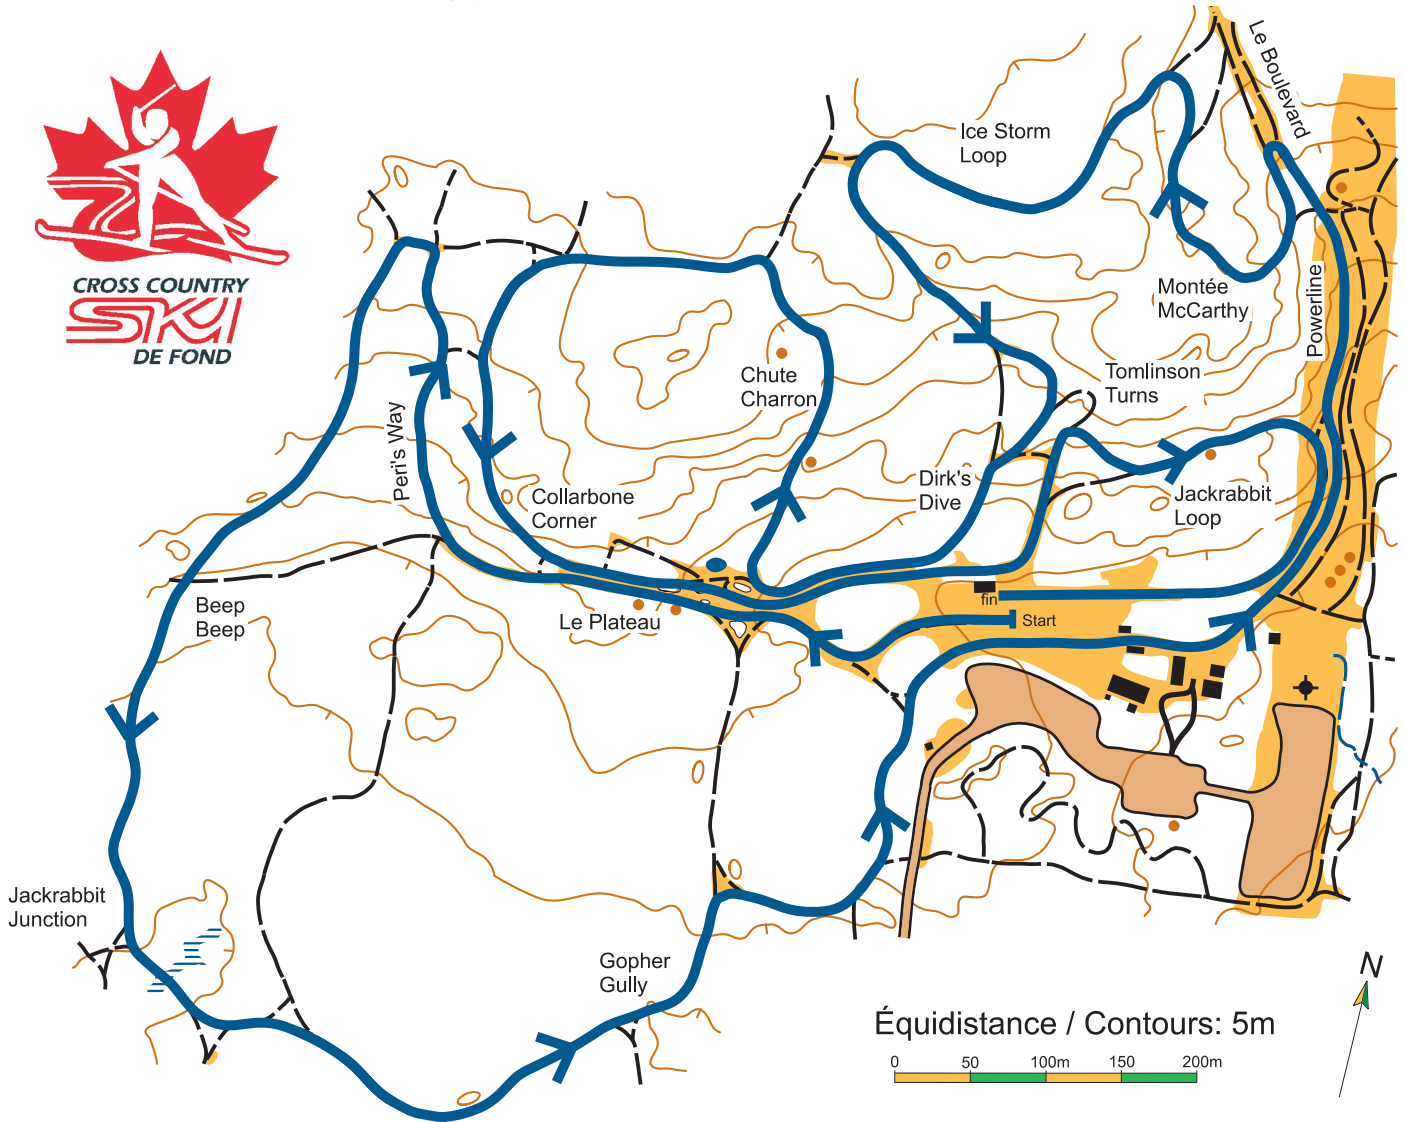 Le Boulevard
Ice Storm
Loop
CROSS COUNTRY
SKI
DE FOND
Montée
McCarthy
Powerline
Chute
Charron
Tomlinson
Turns
Peri's Way
Collarbone
Corner
Dirk's
Dive
Jackrabbit
Loop
Beep
Beep
Le Plateau
fin
Start
Jackrabbit
Junction
Gopher
Gully
N
Équidistance / Contours: 5m
0 50 100m 150 200m